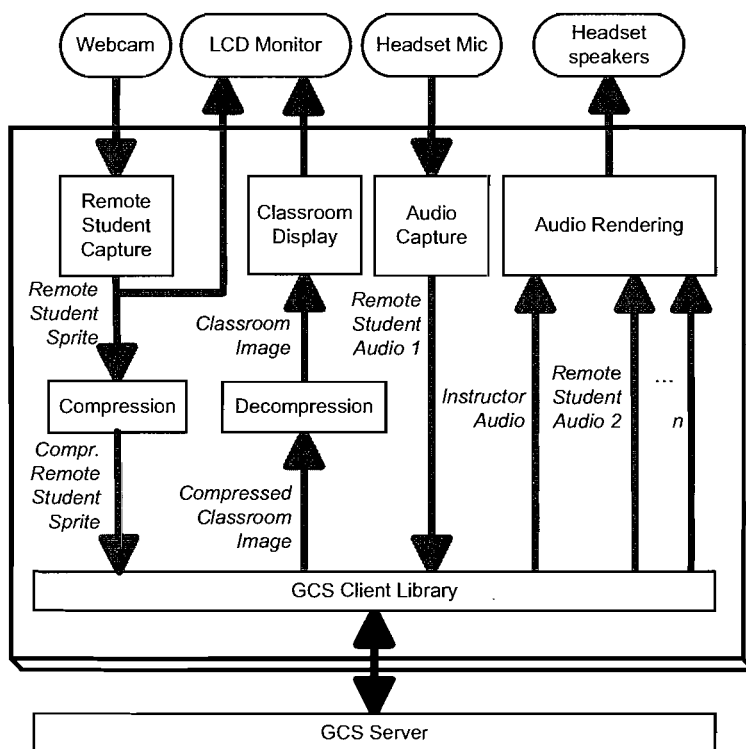 Webcam
LCD Monitor
Headset Mic
Headset
speakers
Remote
Student
Capture
Classroom
Display
Audio
Capture
Audio Rendering
Remote
Student
Sprite
Classroom
Image
Remote
Student
Audio 1
Compression
Decompression
Instructor
Audio
Remote
Student
Audio 2
...
n
Compr.
Remote
Student
Sprite
Compressed
Classroom
Image
GCS Client Library
GCS Server